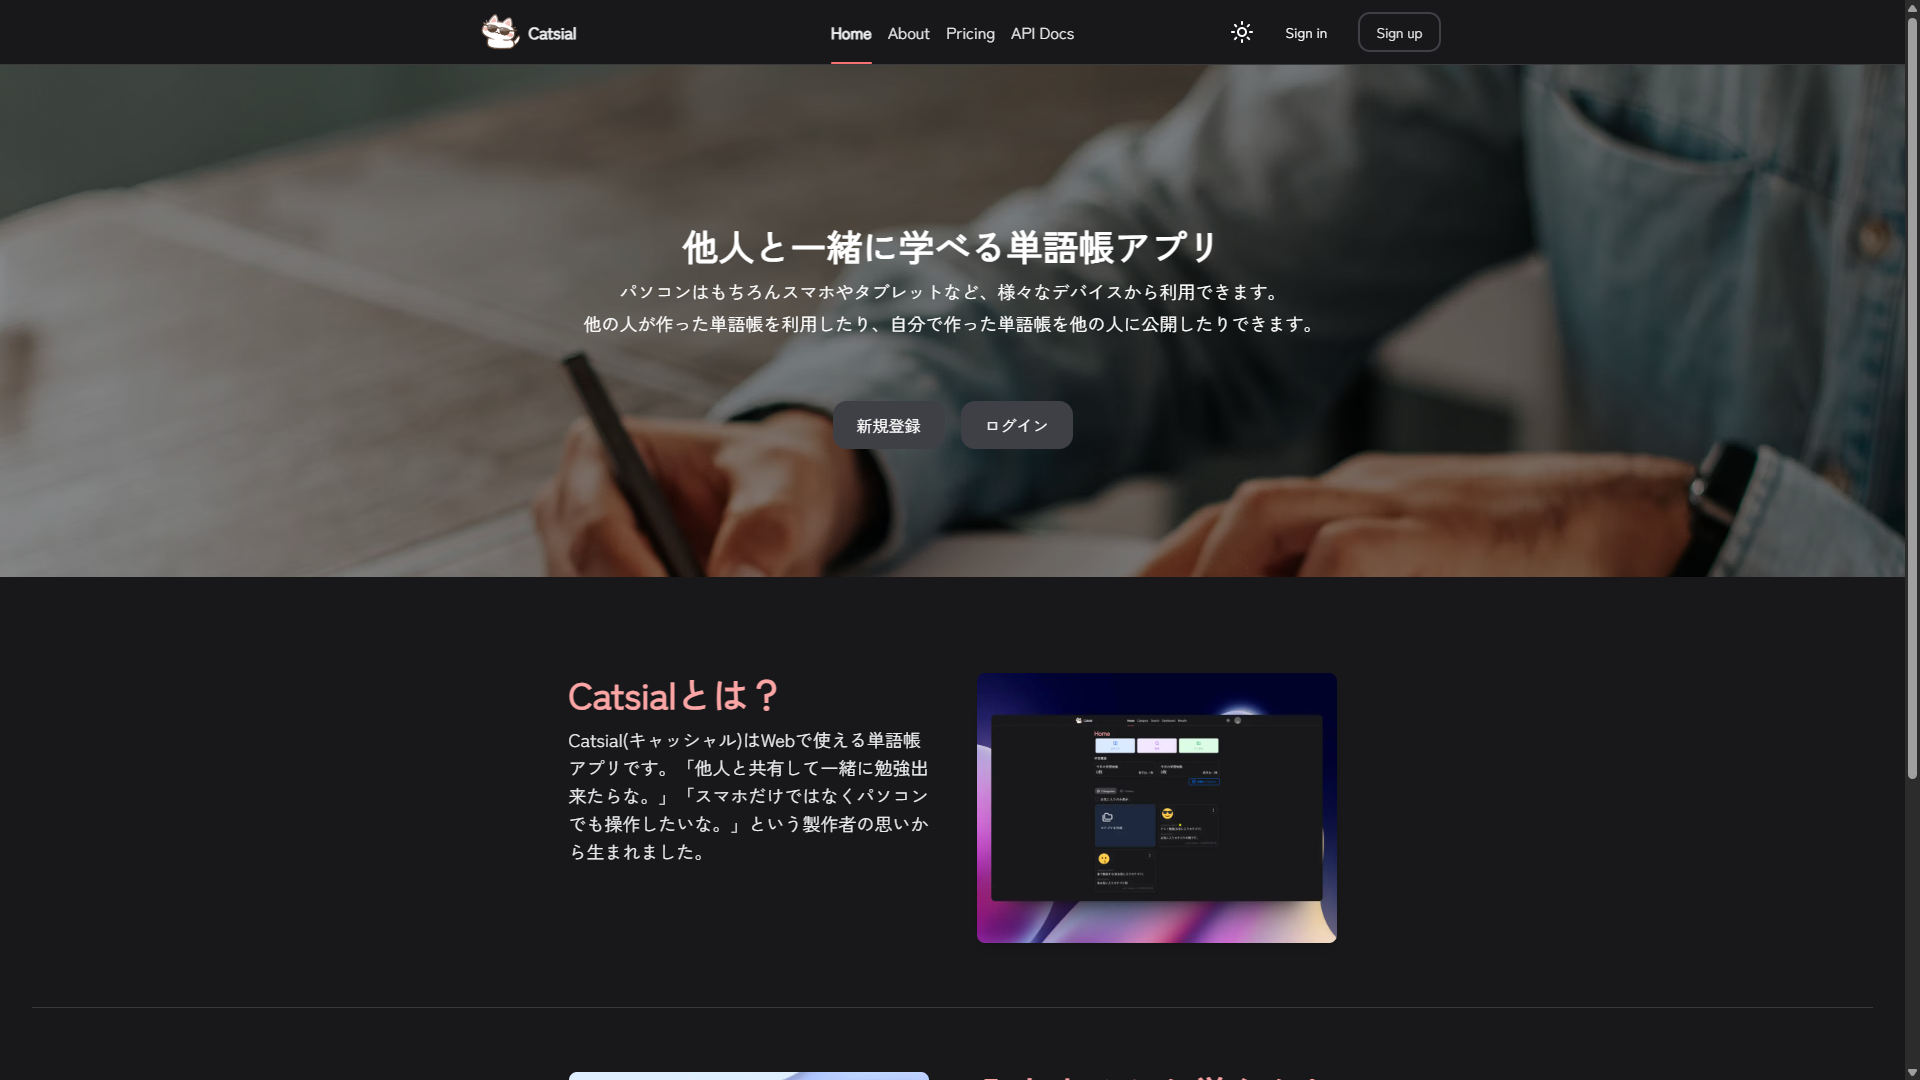 Catsial
Home About Pricing API Docs
Sign in
Sign up
他人と一緒に学べる単語帳アプリ
パソコンはもちろんスマホやタブレットなど、様々なデバイスから利用できます。
他の人が作った単語帳を利用したり、自分で作った単語帳を他の人に公開したりできます。
新規登録
ログイン
Catsialとは？
Catsial(キャッシャル)はWebで使える単語帳
アプリです。「他人と共有して一緒に勉強出
来たらな。」「スマホだけではなくパソコン
でも操作したいな。」という製作者の思いか
ら生まれました。
Home